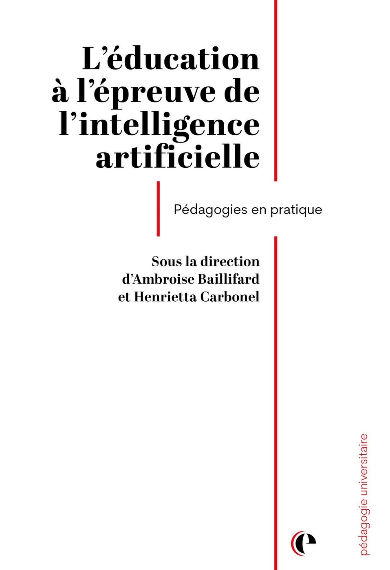 L'éducation
à l'épreuve de
l'intelligence
artificielle
Pédagogies en pratique
Sous la direction
d'Ambroise Baillifard
et Henrietta Carbonel
pédagogie universitaire
e